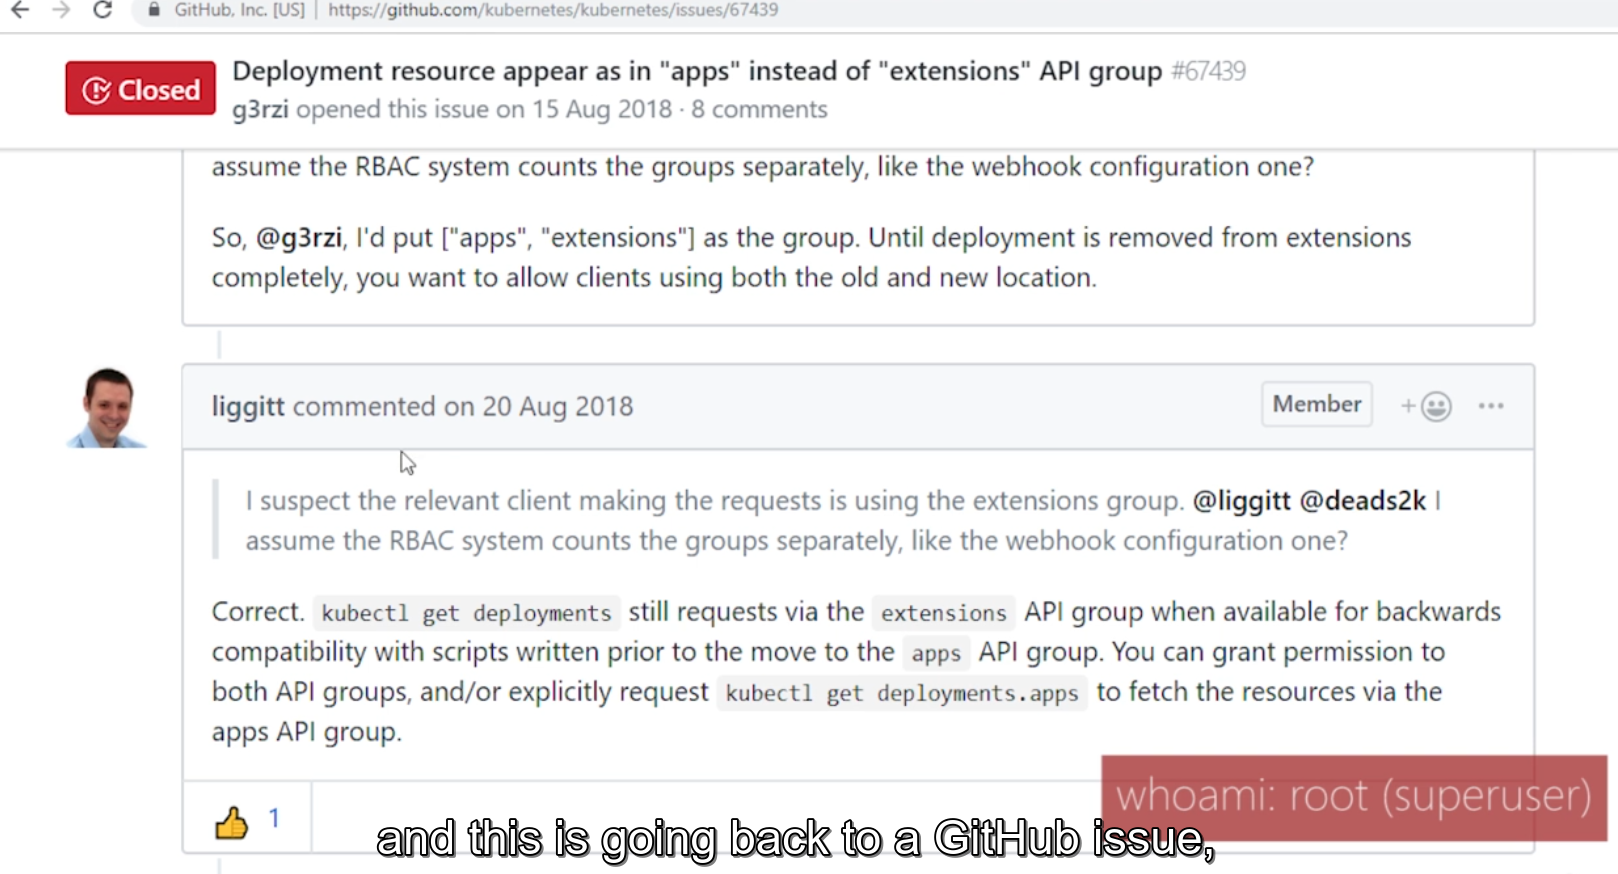 GitHub, Inc. [US] | https://github.com/kubernetes/kubernetes/issues/67439
Closed
Deployment resource appear as in "apps" instead of "extensions" API group #67439
g3rzi opened this issue on 15 Aug 2018 · 8 comments
assume the RBAC system counts the groups separately, like the webhook configuration one?
So, @g3rzi, I'd put ["apps", "extensions"] as the group. Until deployment is removed from extensions
completely, you want to allow clients using both the old and new location.
liggitt commented on 20 Aug 2018
Member
I suspect the relevant client making the requests is using the extensions group. @liggitt @deads2k I
assume the RBAC system counts the groups separately, like the webhook configuration one?
Correct. kubectl get deployments still requests via the extensions API group when available for backwards
compatibility with scripts written prior to the move to the apps API group. You can grant permission to
both API groups, and/or explicitly request kubectl get deployments.apps to fetch the resources via the
apps API group.
whoami: root (superuser)
1
and this is going back to a GitHub issue,